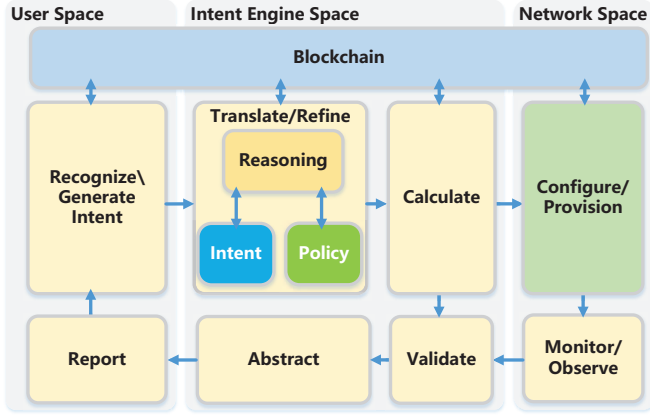 User Space
Intent Engine Space
Network Space
Blockchain
Recognize\
Generate
Intent
Translate/Refine
Reasoning
Intent
Policy
Calculate
Configure/
Provision
Report
Abstract
Validate
Monitor/
Observe